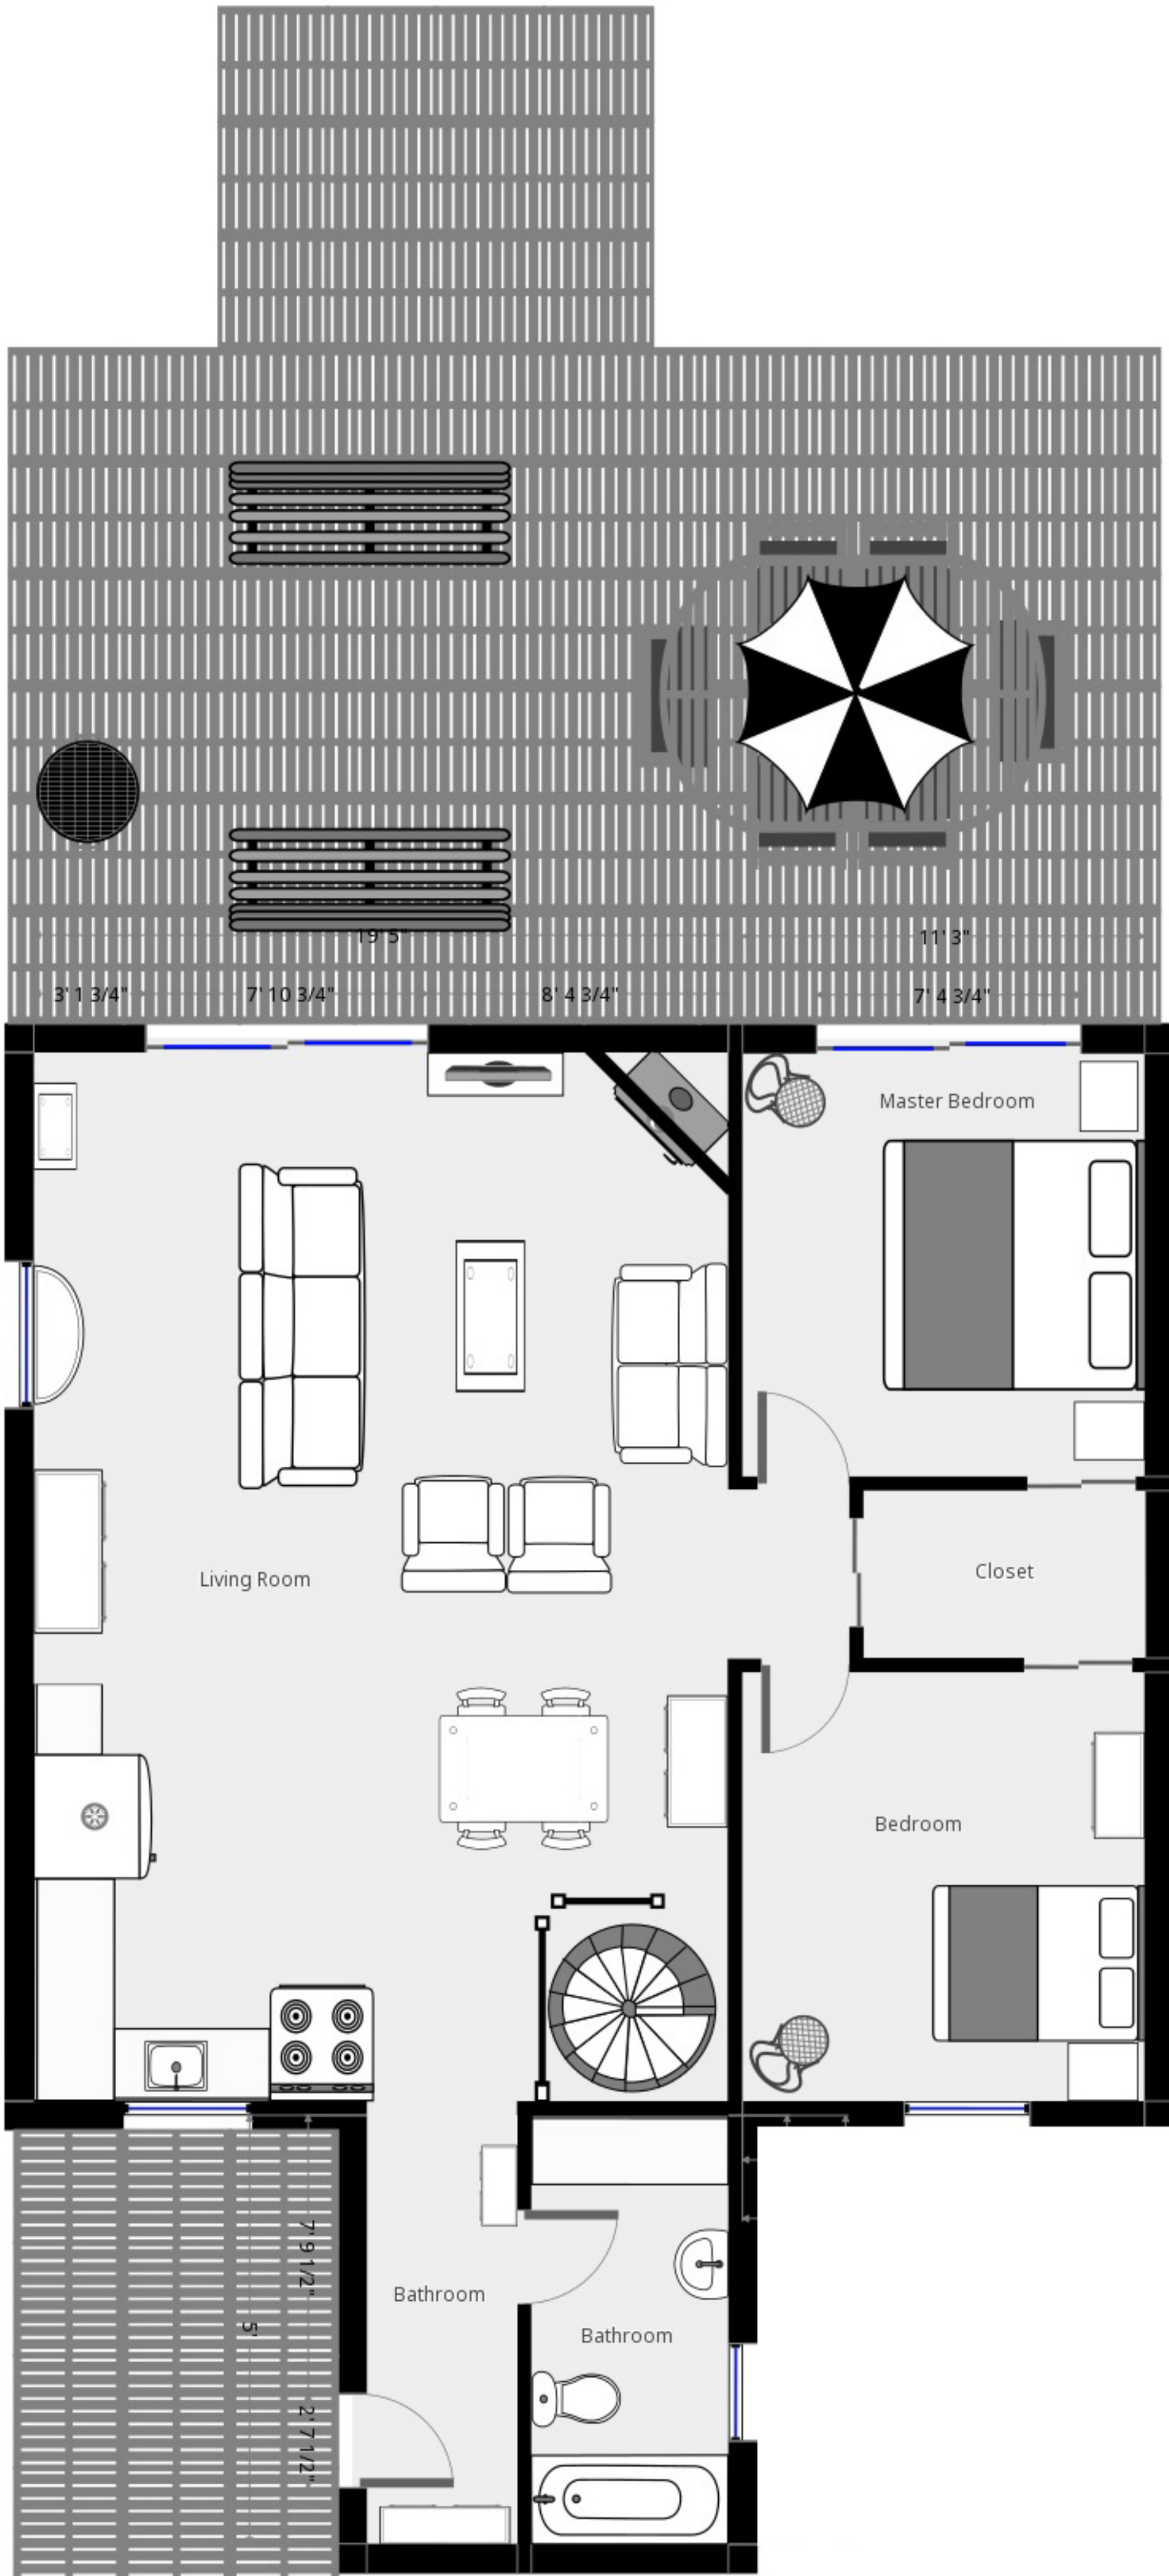 19' 5"
11' 3"
3' 1 3/4"
7' 10 3/4"
8' 4 3/4"
7' 4 3/4"
Master Bedroom
Living Room
Closet
Bedroom
7' 9 1/2"
5'
Bathroom
Bathroom
2' 7 1/2"